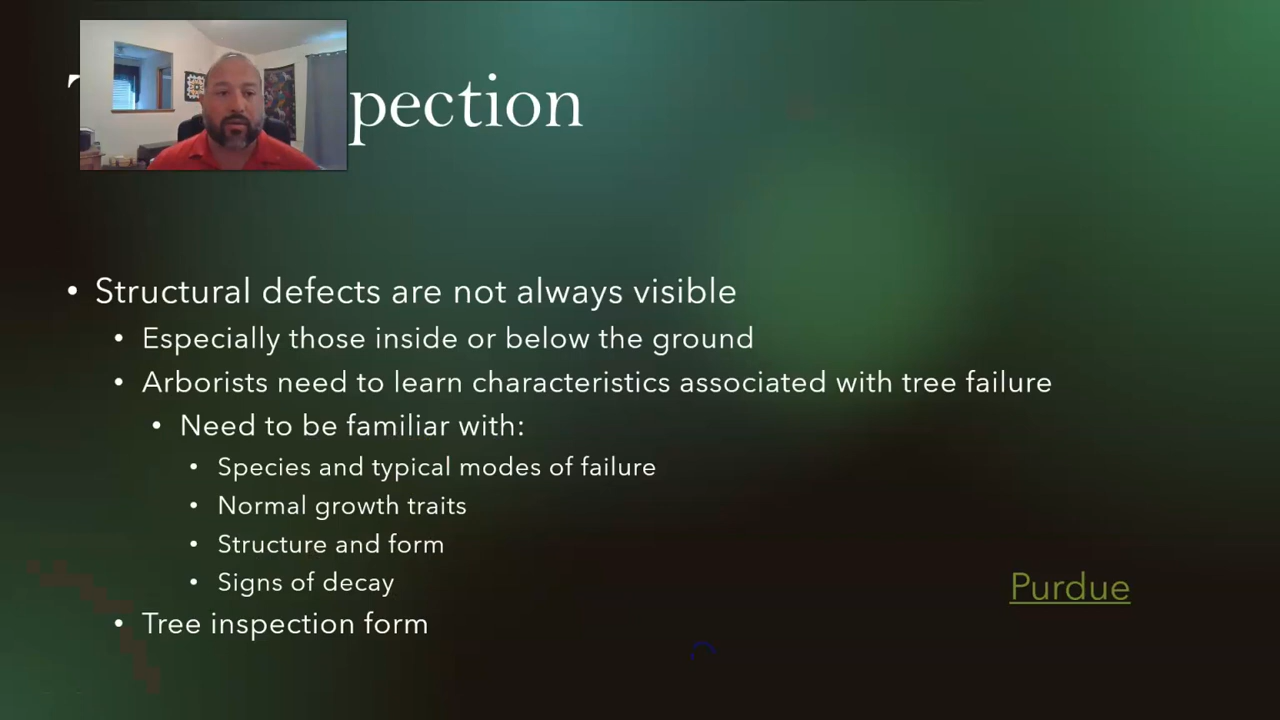 pection
• Structural defects are not always visible
• Especially those inside or below the ground
• Arborists need to learn characteristics associated with tree failure
• Need to be familiar with:
• Species and typical modes of failure
• Normal growth traits
• Structure and form
• Signs of decay
• Tree inspection form
Purdue